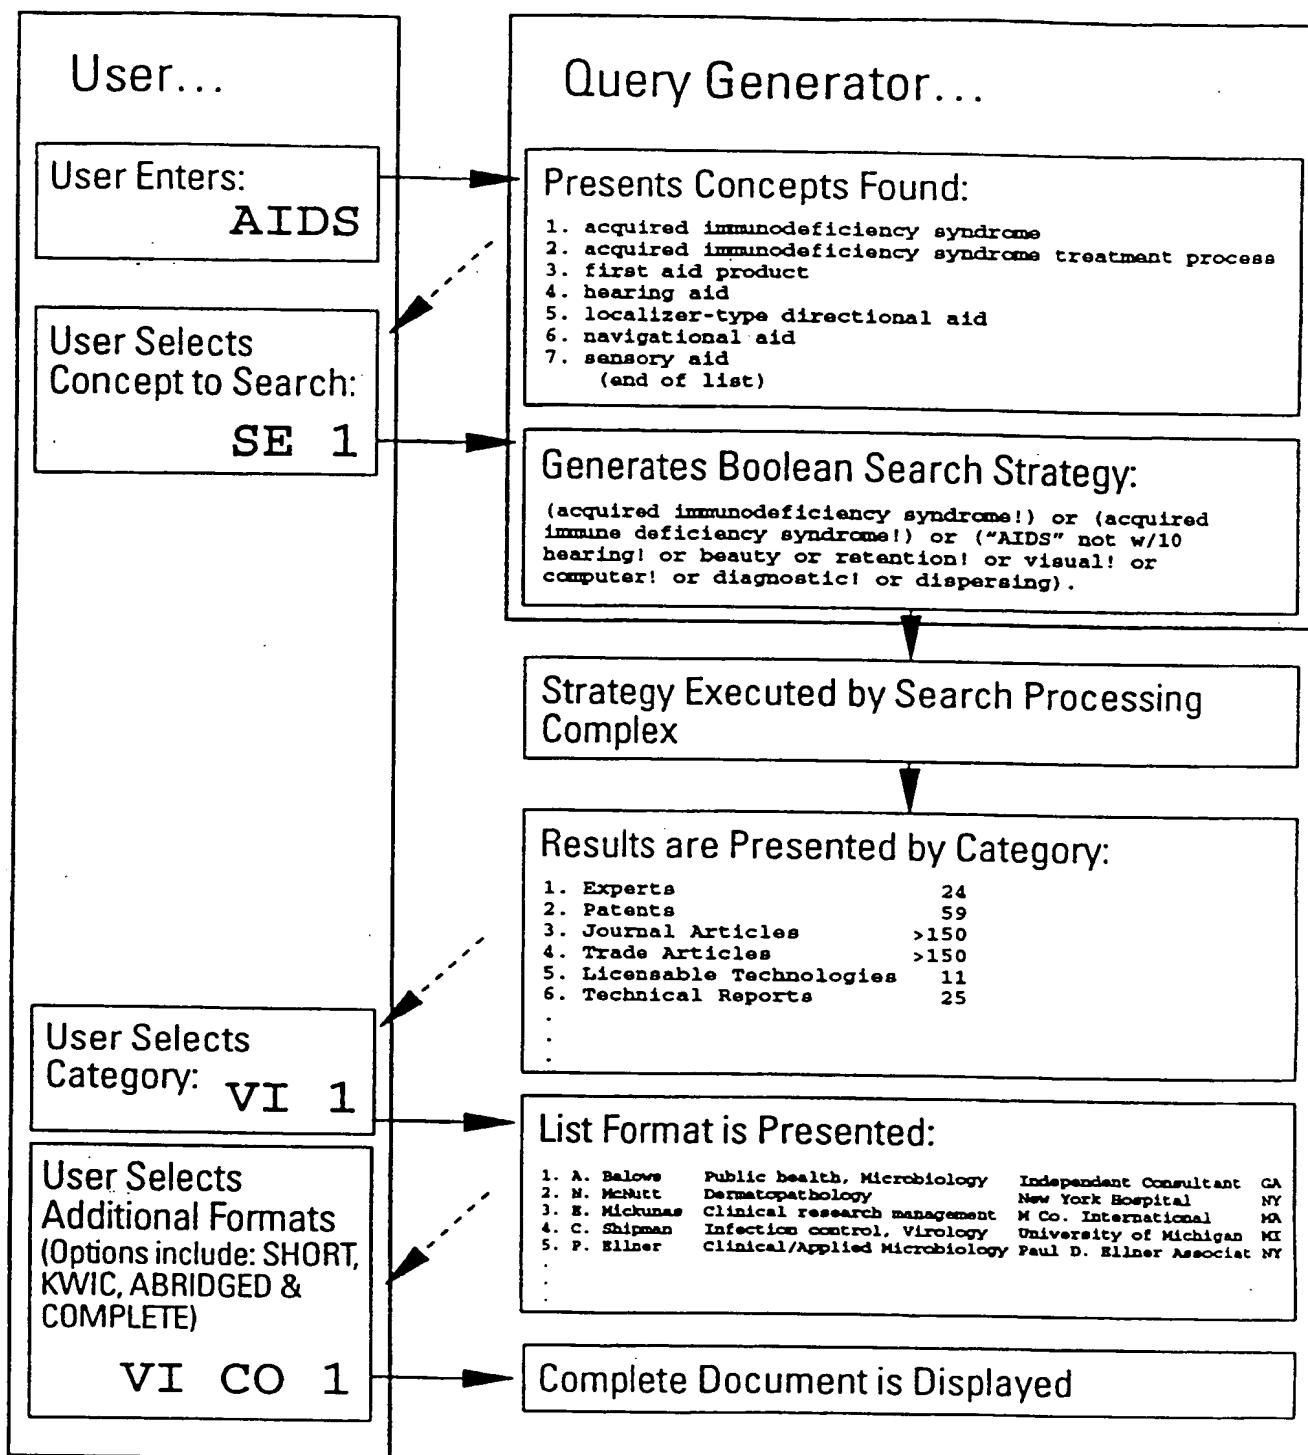 User...
User Enters:
AIDS
User Selects
Concept to Search:
SE 1
User Selects
Category: VI 1
User Selects
Additional Formats
(Options include: SHORT,
KWIC, ABRIDGED &
COMPLETE)
VI CO 1
Query Generator...
Presents Concepts Found:
1. acquired immunodeficiency syndrome
2. acquired immunodeficiency syndrome treatment process
3. first aid product
4. hearing aid
5. localizer-type directional aid
6. navigational aid
7. sensory aid
(end of list)
Generates Boolean Search Strategy:
(acquired immunodeficiency syndrome!) or (acquired
immune deficiency syndrome!) or ("AIDS" not w/10
hearing! or beauty or retention! or visual! or
computer! or diagnostic! or dispersing).
Strategy Executed by Search Processing
Complex
Results are Presented by Category:
1. Experts 24
2. Patents 59
3. Journal Articles >150
4. Trade Articles >150
5. Licensable Technologies 11
6. Technical Reports 25
.
.
.
List Format is Presented:
1. A. Balows Public health, Microbiology Independent Consultant GA
2. N. McNutt Dermatopathology New York Hospital NY
3. E. Mickunas Clinical research management M Co. International MA
4. C. Shipman Infection control, Virology University of Michigan MI
5. P. Ellner Clinical/Applied Microbiology Paul D. Ellner Associat NY
.
.
.
Complete Document is Displayed